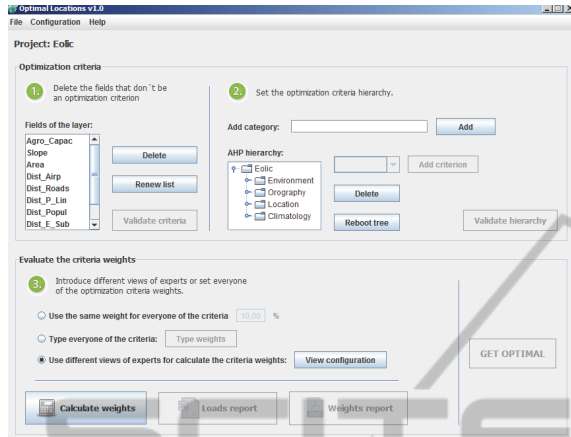 Optimal Locations v1.0
File Configuration Help
Project: Eolic
Optimization criteria
1. Delete the fields that don´t be
an optimization criterion
2. Set the optimization criteria hierarchy.
Fields of the layer:
Agro_Capac
Slope
Area
Dist_Airp
Dist_Roads
Dist_P_Lin
Dist_Popul
Dist_E_Sub
Delete
Renew list
Validate criteria
Add category:
Add
AHP hierarchy:
Eolic
Environment
Orography
Location
Climatology
Add criterion
Delete
Reboot tree
Validate hierarchy
Evaluate the criteria weights
3. Introduce different views of experts or set everyone
of the optimization criteria weights.
Use the same weight for everyone of the criteria 10,00 %
Type everyone of the criteria: Type weights
Use different views of experts for calculate the criteria weights: View configuration
GET OPTIMAL
Calculate weights
Loads report
Weights report